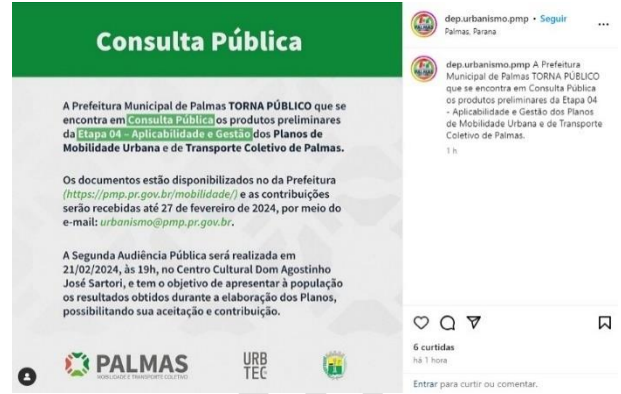 Consulta Pública
A Prefeitura Municipal de Palmas TORNA PÚBLICO que se
encontra em Consulta Pública os produtos preliminares
da Etapa 04 – Aplicabilidade e Gestão dos Planos de
Mobilidade Urbana e de Transporte Coletivo de Palmas.
Os documentos estão disponibilizados no da Prefeitura
(https://pmp.pr.gov.br/mobilidade/) e as contribuições
serão recebidas até 27 de fevereiro de 2024, por meio do
e-mail: urbanismo@pmp.pr.gov.br.
A Segunda Audiência Pública será realizada em
21/02/2024, às 19h, no Centro Cultural Dom Agostinho
José Sartori, e tem o objetivo de apresentar à população
os resultados obtidos durante a elaboração dos Planos,
possibilitando sua aceitação e contribuição.
PALMAS
MOBILIDADE E TRANSPORTE COLETIVO
URB
TEC
dep.urbanismo.pmp • Seguir
Palmas, Parana
dep.urbanismo.pmp A Prefeitura
Municipal de Palmas TORNA PÚBLICO
que se encontra em Consulta Pública
os produtos preliminares da Etapa 04
- Aplicabilidade e Gestão dos Planos
de Mobilidade Urbana e de Transporte
Coletivo de Palmas.
1 h
6 curtidas
há 1 hora
Entrar para curtir ou comentar.